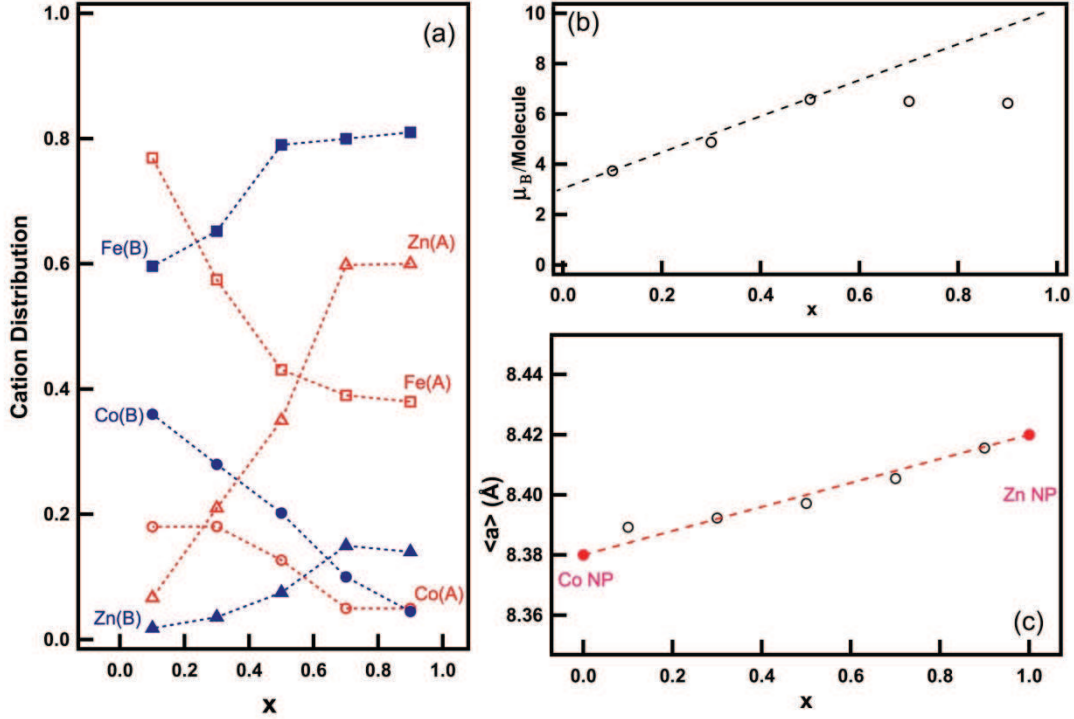 (a)
Cation Distribution
1.0
0.8
0.6
0.4
0.2
0.0
Fe(B)
Zn(A)
Fe(A)
Co(B)
Co(A)
Zn(B)
0.0 0.2 0.4 0.6 0.8 1.0
x
(b)
μB/Molecule
10
8
6
4
2
0
0.0 0.2 0.4 0.6 0.8 1.0
x
<a> (Å)
8.44
8.42
8.40
8.38
8.36
Zn NP
Co NP
(c)
0.0 0.2 0.4 0.6 0.8 1.0
x